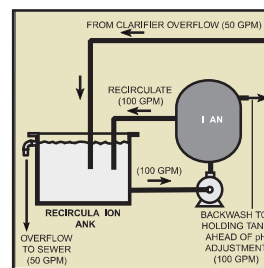 FROM CLARIFIER OVERFLOW (50 GPM)
RECIRCULATE
(100 GPM)
I AN
(100 GPM)
RECIRCULA ION
ANK
OVERFLOW
TO SEWER
(50 GPM)
BACKWASH TO
HOLDING TANK
AHEAD OF pH
ADJUSTMENT
(100 GPM)